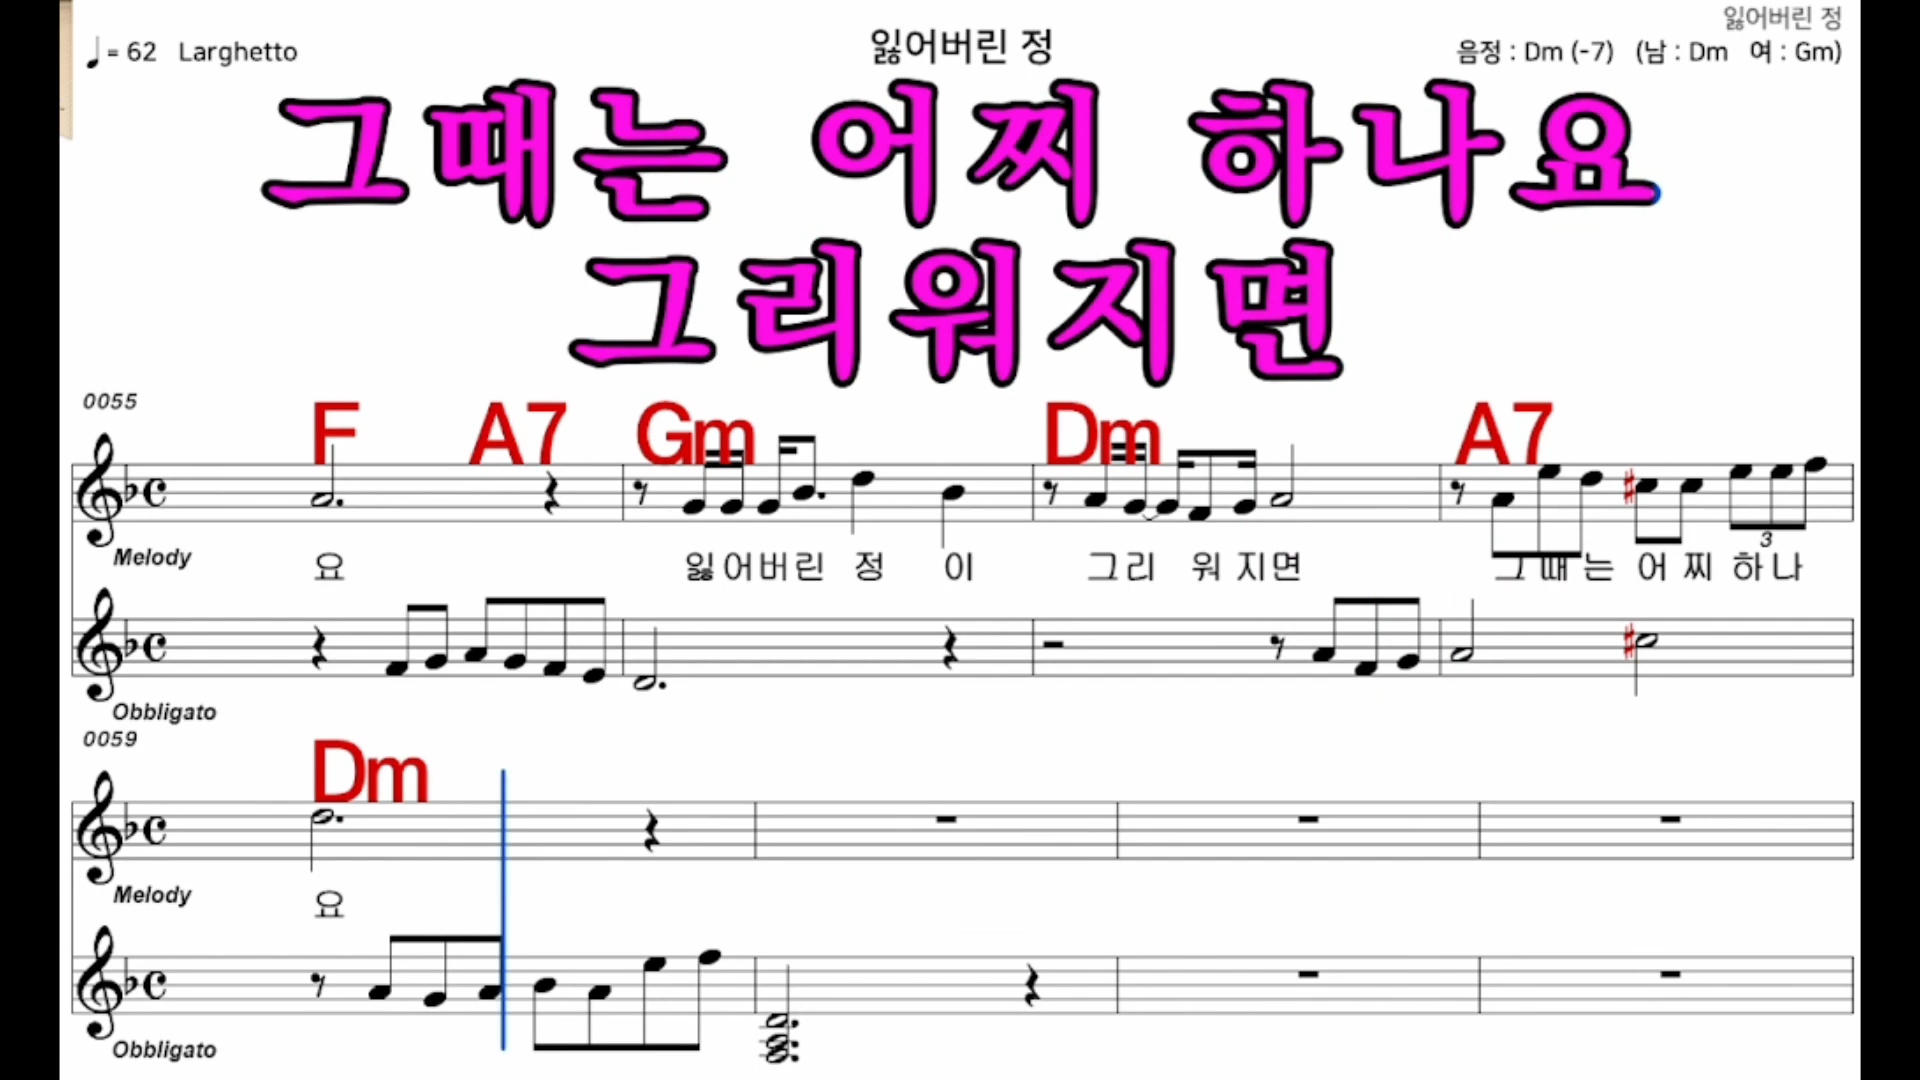 잃어버린 정
♩= 62 Larghetto
잃어버린 정
음정 : Dm (-7) (남 : Dm 여 : Gm)
그때는 어찌 하나요
그리워지면
0055
F A7 Gm Dm A7
Melody
요 잃어버린 정 이 그리 워 지면 그 때 는 어 찌 하나
3
Obbligato
0059
Dm
Melody
요
Obbligato